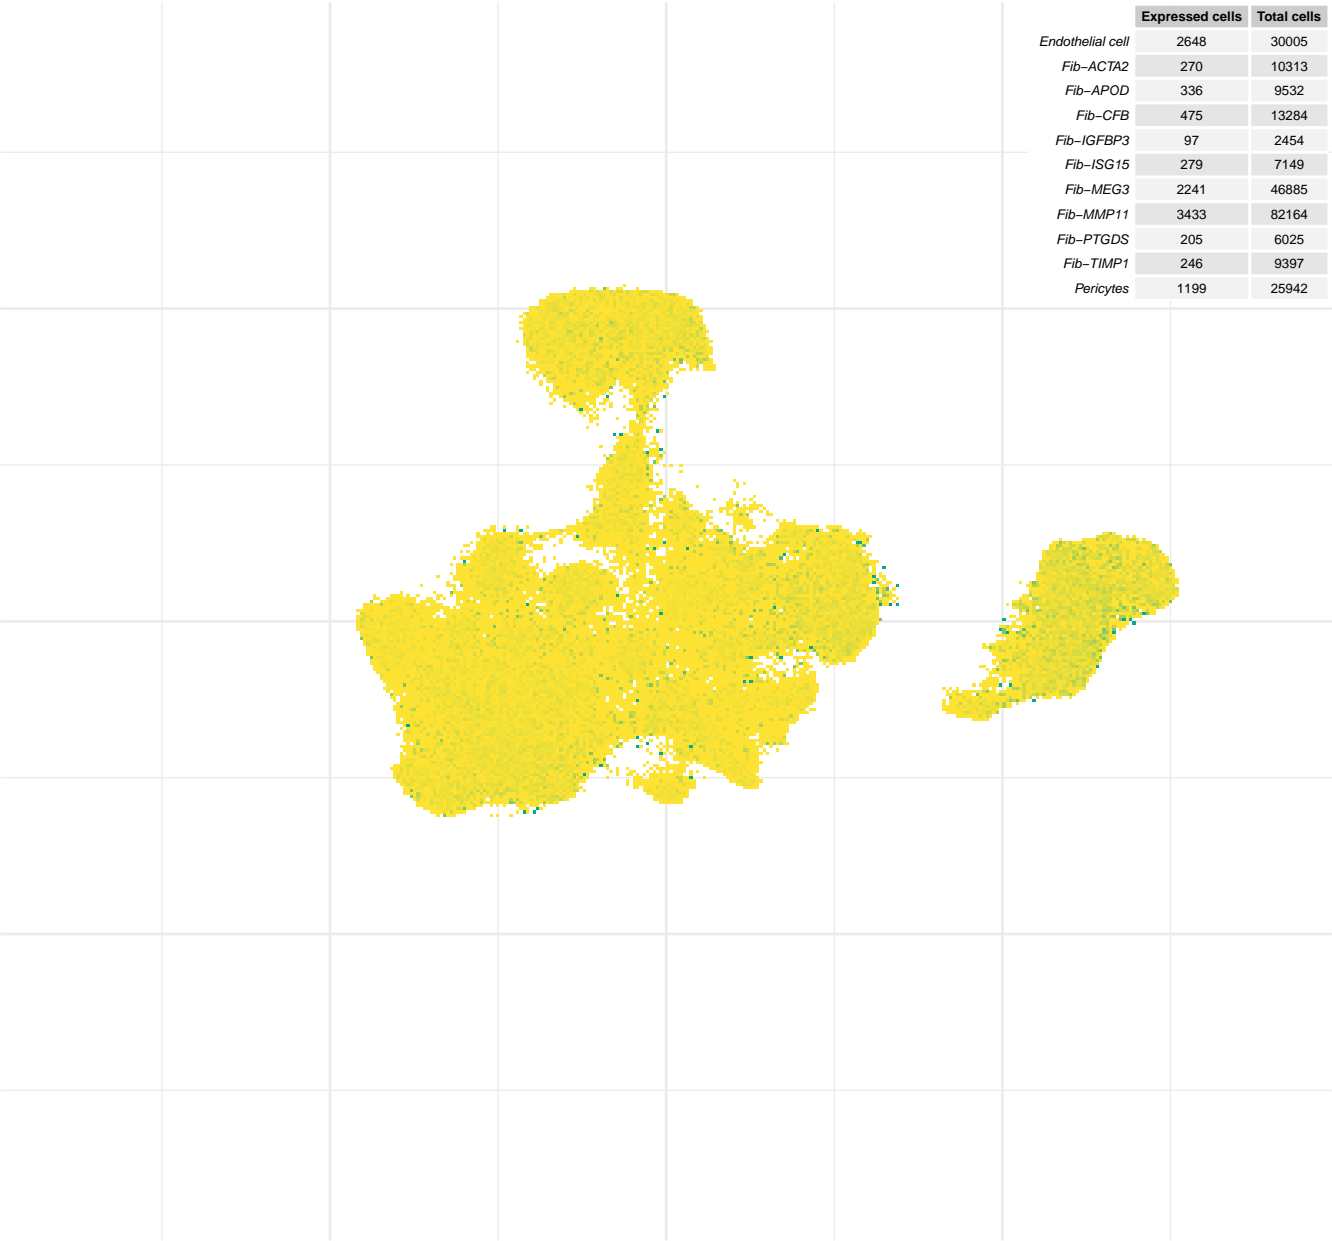 Expressed cells Total cells
Endothelial cell 2648 30005
Fib−ACTA2 270 10313
Fib−APOD 336 9532
Fib−CFB 475 13284
Fib−IGFBP3 97 2454
Fib−ISG15 279 7149
Fib−MEG3 2241 46885
Fib−MMP11 3433 82164
Fib−PTGDS 205 6025
Fib−TIMP1 246 9397
Pericytes 1199 25942